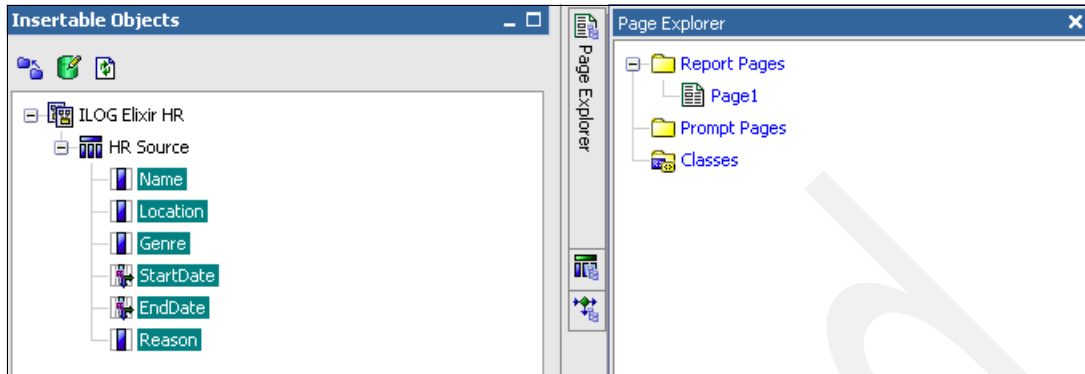 Insertable Objects
ILOG Elixir HR
HR Source
Name
Location
Genre
StartDate
EndDate
Reason
Page Explorer
Page Explorer
Report Pages
Page1
Prompt Pages
Classes